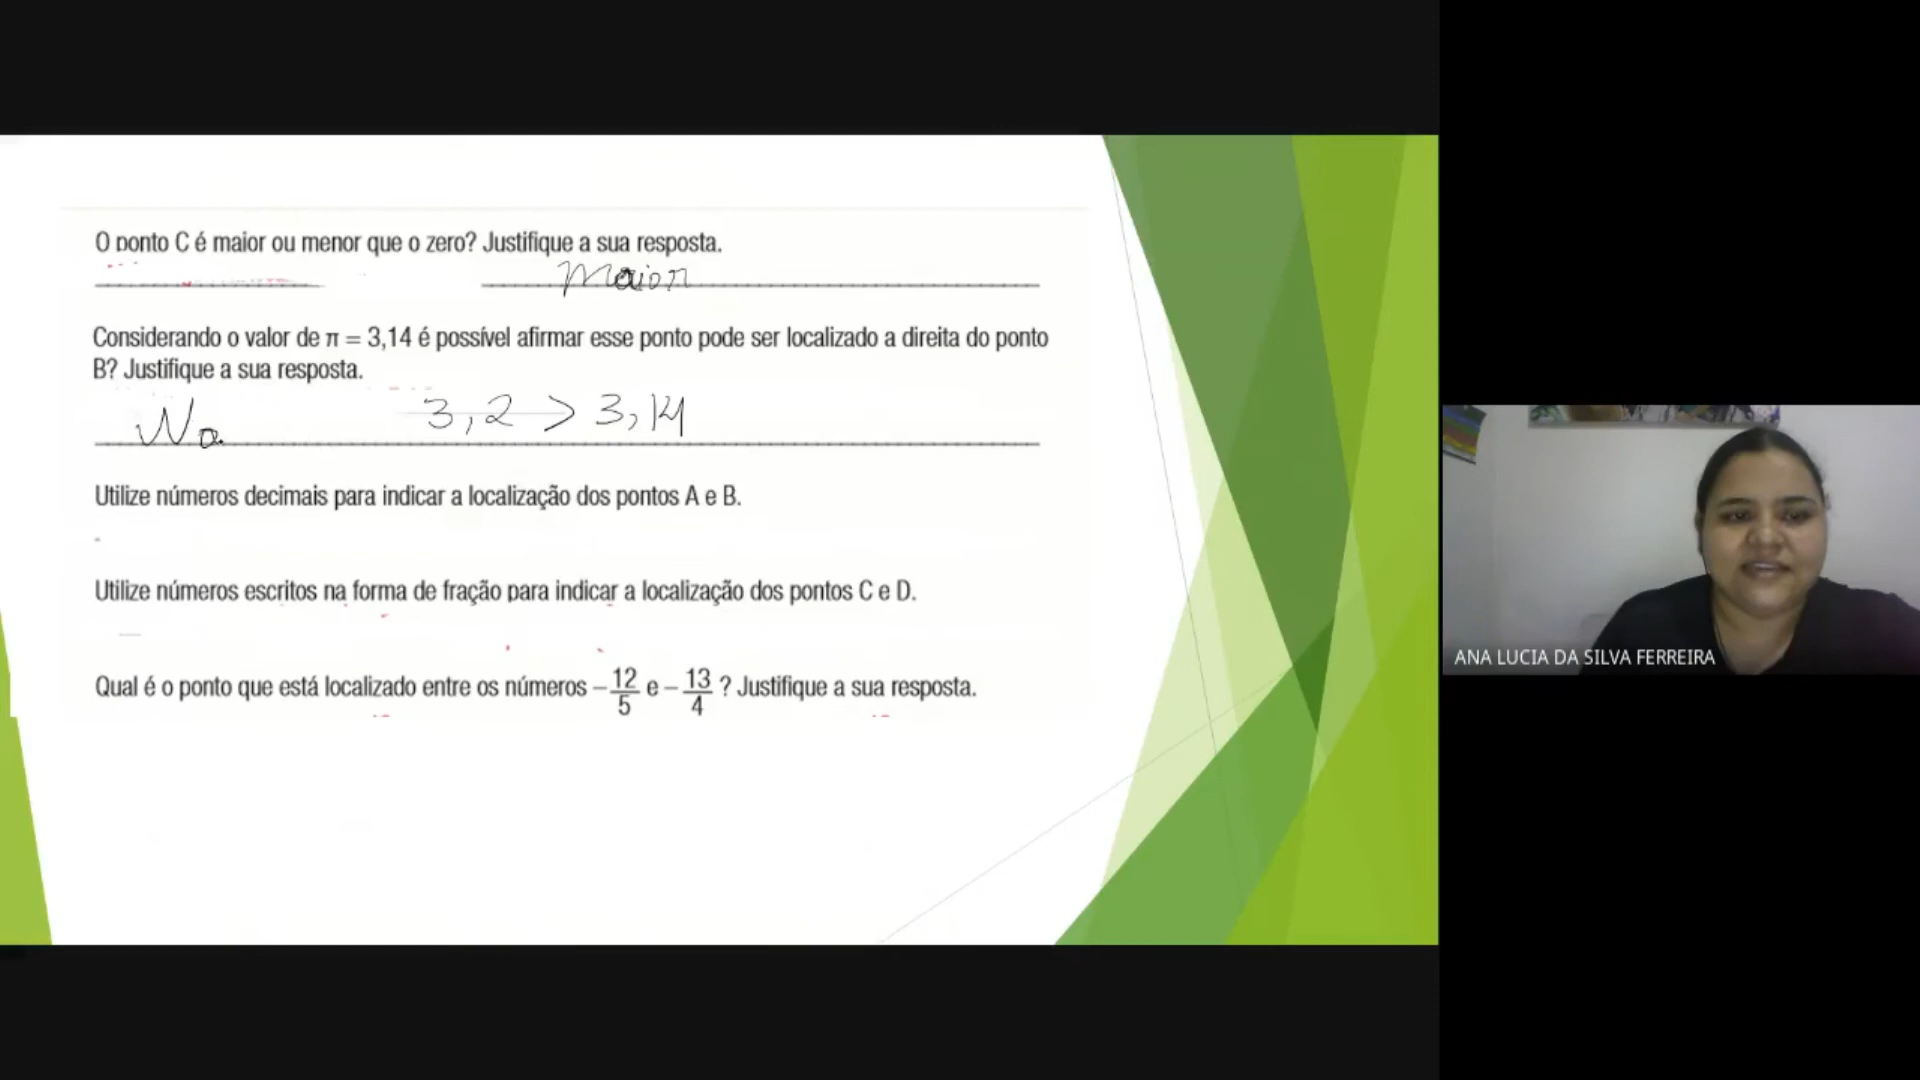 O ponto C é maior ou menor que o zero? Justifique a sua resposta.
Maior
Considerando o valor de π = 3,14 é possível afirmar esse ponto pode ser localizado a direita do ponto
B? Justifique a sua resposta.
Na 3,2 > 3,14
Utilize números decimais para indicar a localização dos pontos A e B.
Utilize números escritos na forma de fração para indicar a localização dos pontos C e D.
Qual é o ponto que está localizado entre os números −12/5 e −13/4 ? Justifique a sua resposta.
ANA LUCIA DA SILVA FERREIRA